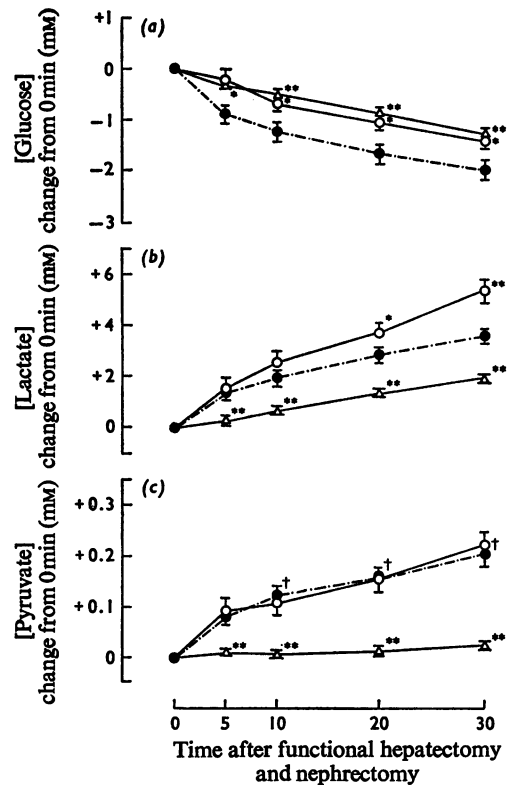 +1
(a)
0
−1
−2
−3
[Glucose]
change from 0 min (mM)
* ** * ** * ** *
+6
(b)
+4
+2
0
[Lactate]
change from 0 min (mM)
** ** * ** ** **
+0.3
(c)
+0.2
+0.1
0
[Pyruvate]
change from 0 min (mM)
** † ** † ** † **
0 5 10 20 30
Time after functional hepatectomy
and nephrectomy